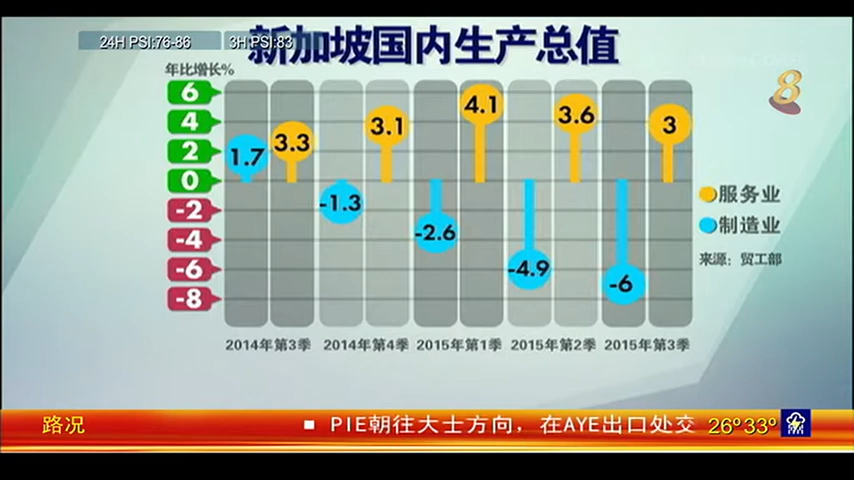 24H PSI:76-86
3H PSI:83
新加坡国内生产总值
年比增长%
8
6
4
2
0
-2
-4
-6
-8
1.7
3.3
-1.3
3.1
-2.6
4.1
-4.9
3.6
-6
3
服务业
制造业
来源：贸工部
2014年第3季
2014年第4季
2015年第1季
2015年第2季
2015年第3季
路况
■ PIE朝往大士方向，在AYE出口处交
26º33º